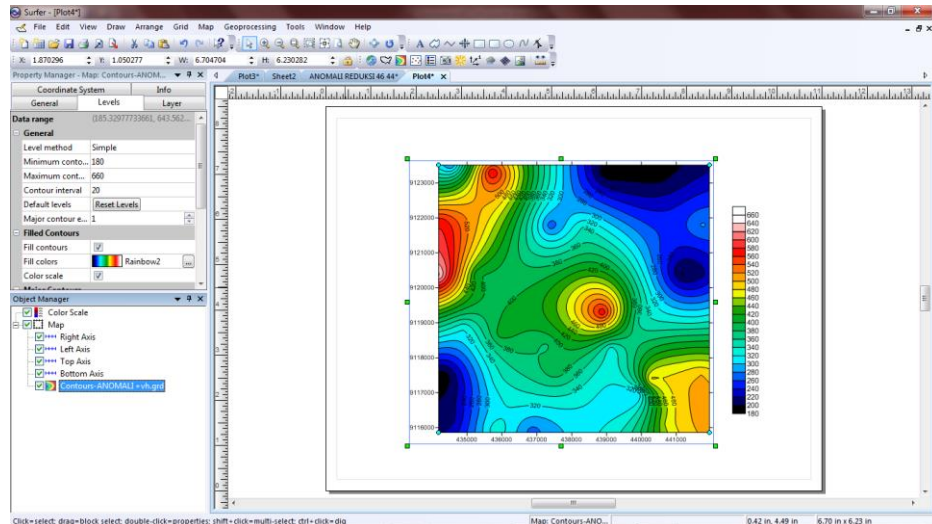 Surfer - [Plot4*]
File Edit View Draw Arrange Grid Map Geoprocessing Tools Window Help
X: 1.870296 Y: 1.050277 W: 6.704704 H: 6.230282
Property Manager - Map: Contours-ANOM...
Plot3* Sheet2 ANOMALI REDUKSI 46 44* Plot4*
Coordinate System Info
General Levels Layer
Data range (185.32977733661, 643.562...
General
Level method Simple
Minimum conto... 180
Maximum cont... 660
Contour interval 20
Default levels Reset Levels
Major contour e... 1
Filled Contours
Fill contours
Fill colors Rainbow2 ...
Color scale
Object Manager
Color Scale
Map
Right Axis
Left Axis
Top Axis
Bottom Axis
Contours-ANOMALI + vh.grd
9123000
9122000
9121000
9120000
9119000
9118000
9117000
9116000
435000 436000 437000 438000 439000 440000 441000
660
640
620
600
580
560
540
520
500
480
460
440
420
400
380
360
340
320
300
280
260
240
220
200
180
Click=select; drag=block select; double-click=properties; shift+click=multi-select; ctrl+click=dig Map: Contours-ANO... 0.42 in, 4.49 in 6.70 in x 6.23 in